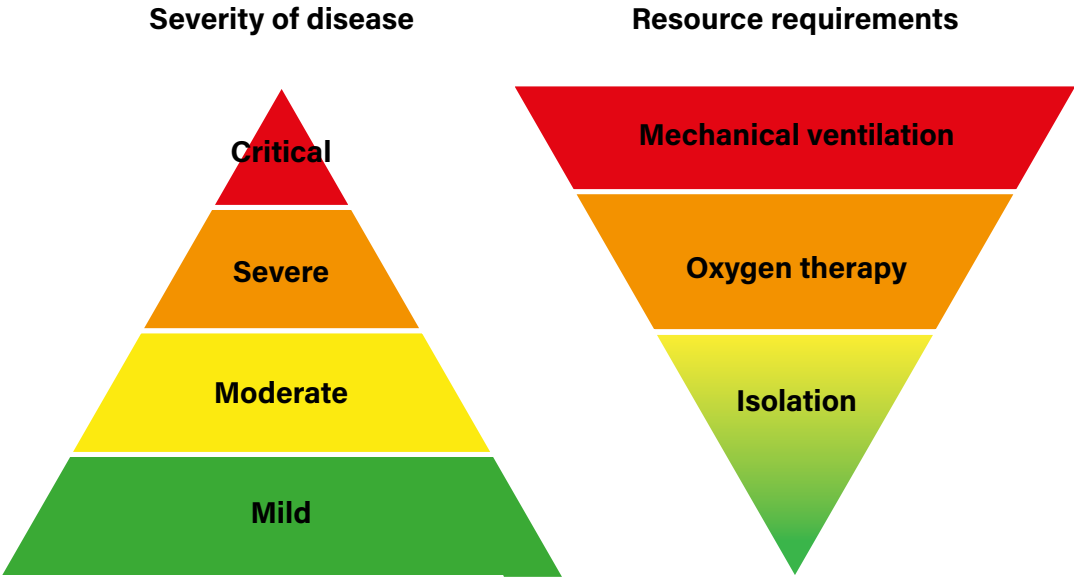 Severity of disease
Resource requirements
Critical
Severe
Moderate
Mild
Mechanical ventilation
Oxygen therapy
Isolation